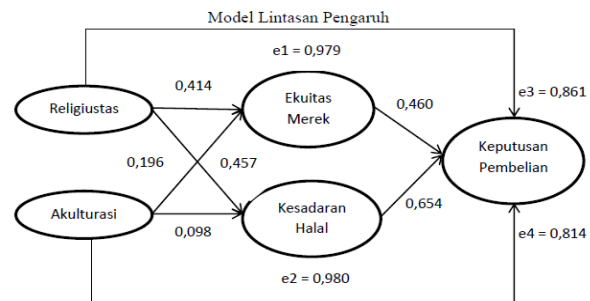 Model Lintasan Pengaruh
e1 = 0,979
0,414
Ekuitas
Merek
Religiustas
0,460
e3 = 0,861
Keputusan
Pembelian
0,196
0,457
Akulturasi
Kesadaran
Halal
0,654
0,098
e4 = 0,814
e2 = 0,980